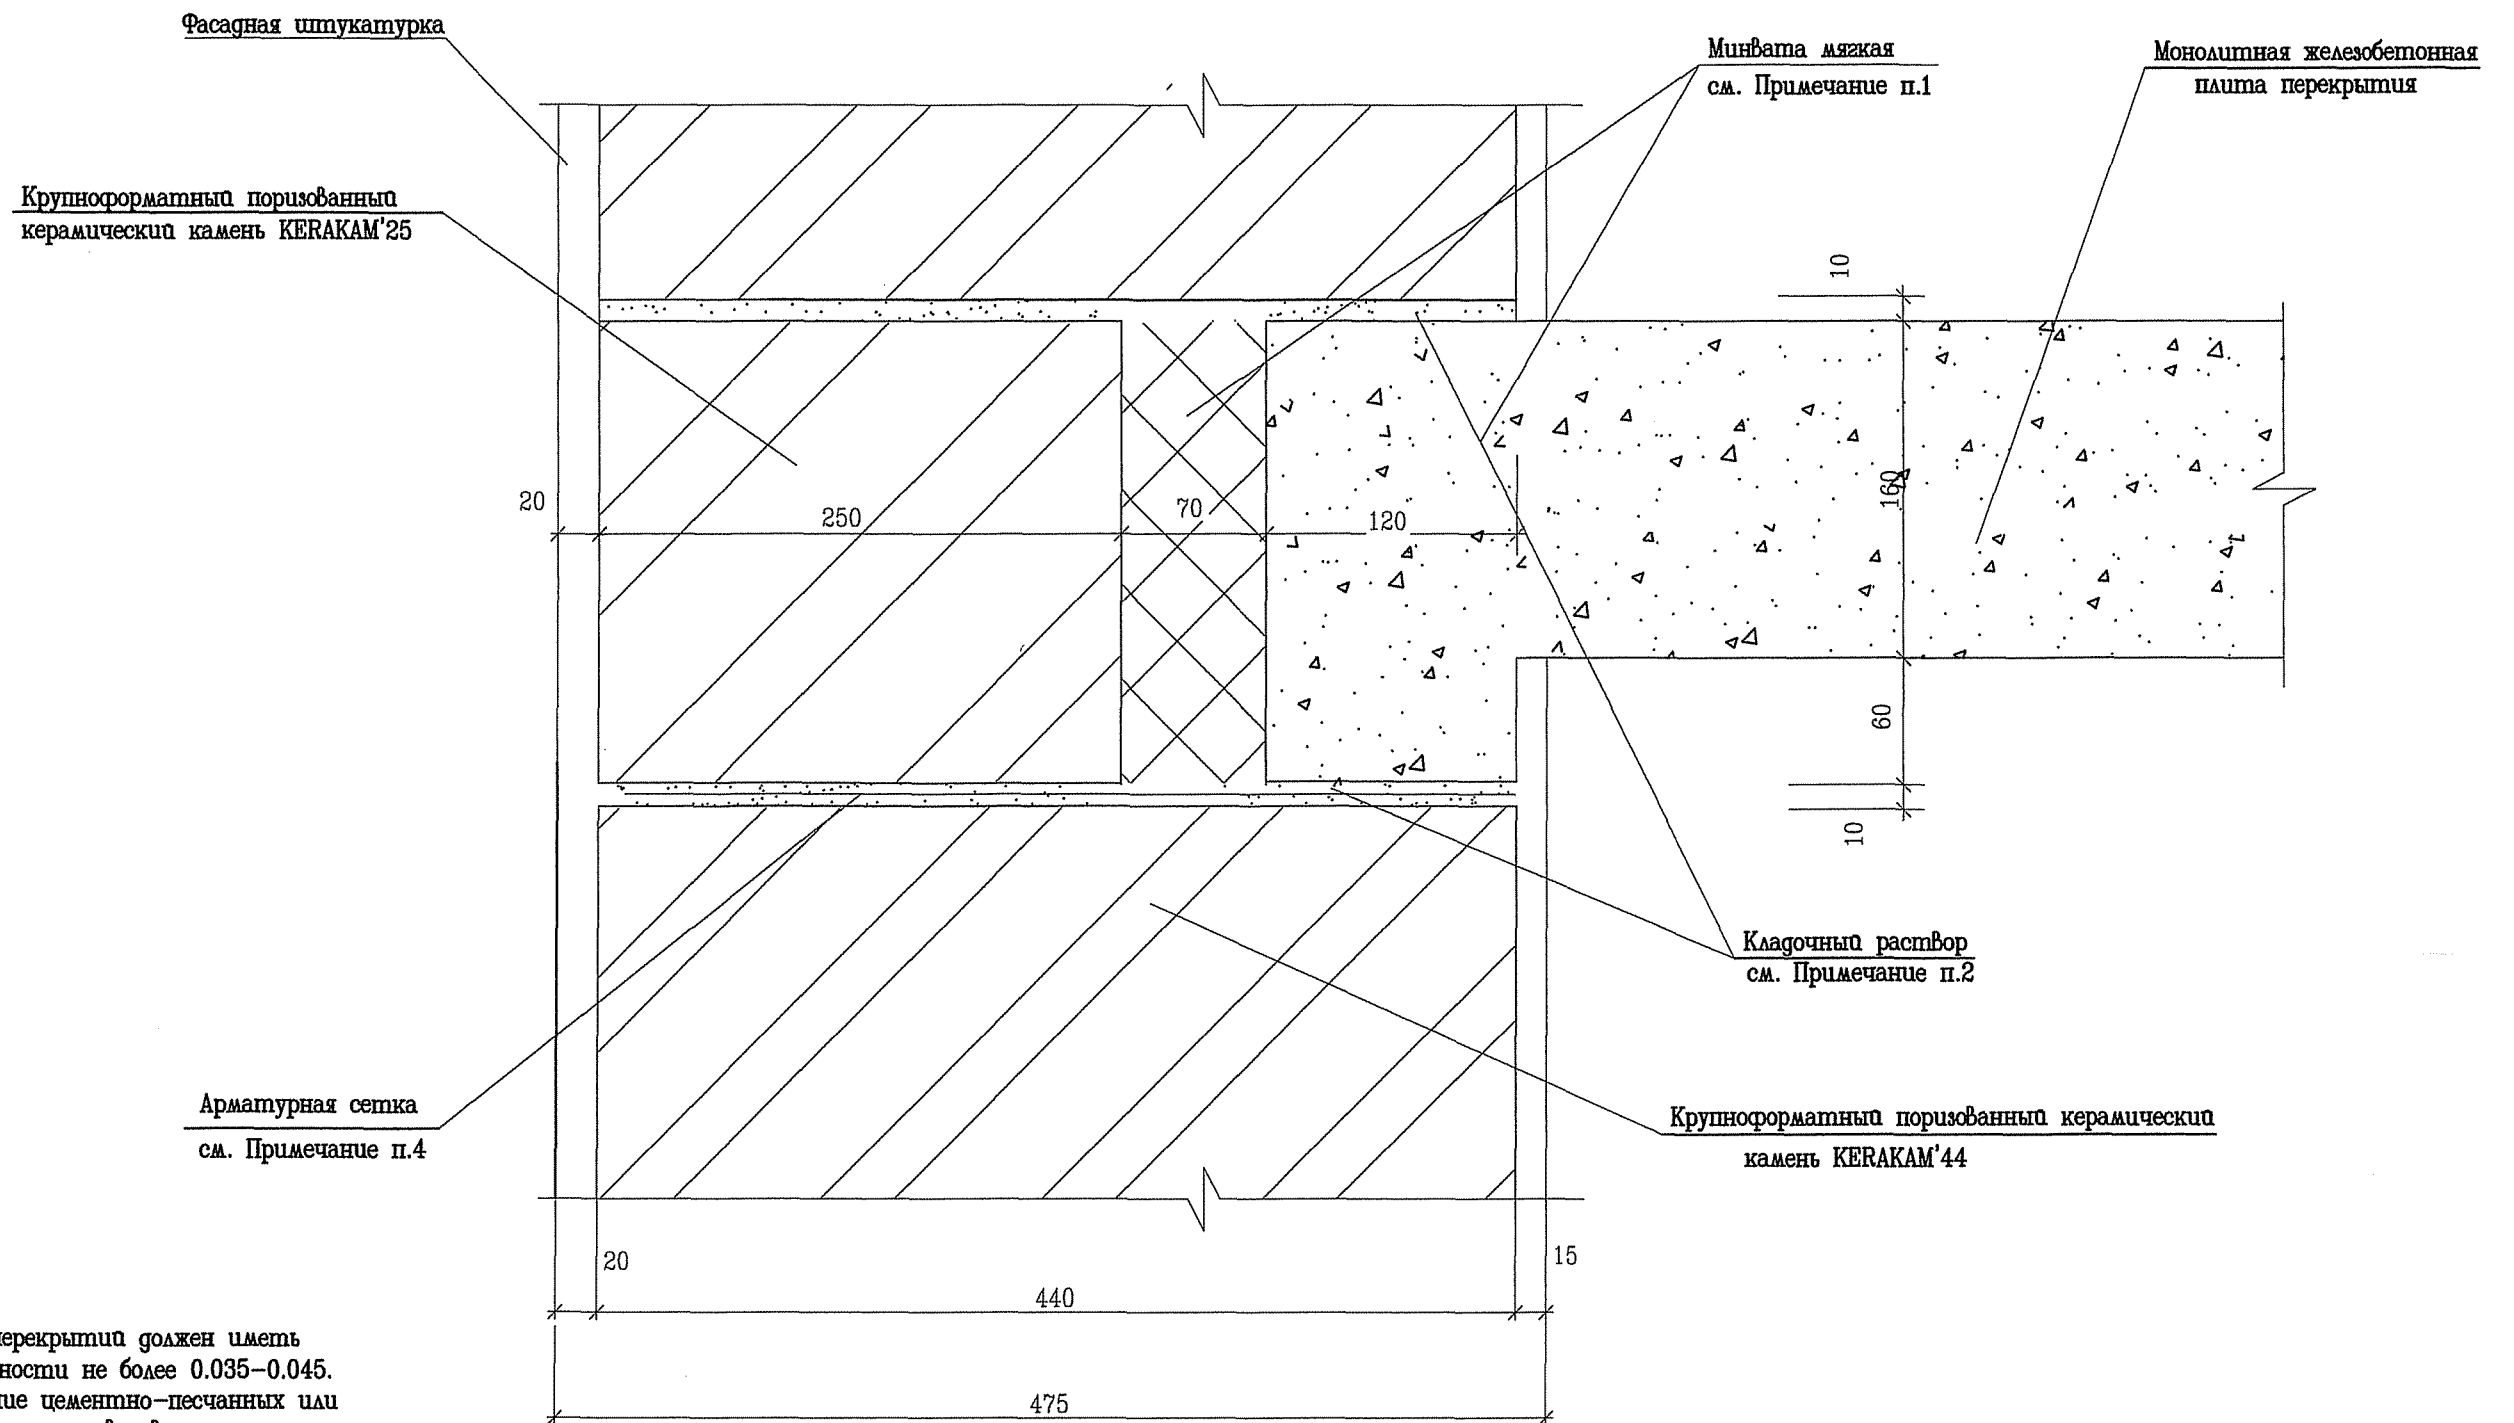 Фасадная штукатурка
Минвата мягкая
см. Примечание п.1
Монолитная железобетонная
плита перекрытия
Крупноформатный поризованный
керамический камень KERAKAM'25
10
20
250
70
120
160
60
10
Кладочный раствор
см. Примечание п.2
Арматурная сетка
см. Примечание п.4
Крупноформатный поризованный керамический
камень KERAKAM'44
20
15
440
475
перекрытий должен иметь
ности не более 0.035-0.045.
ие цементно-песчанных или